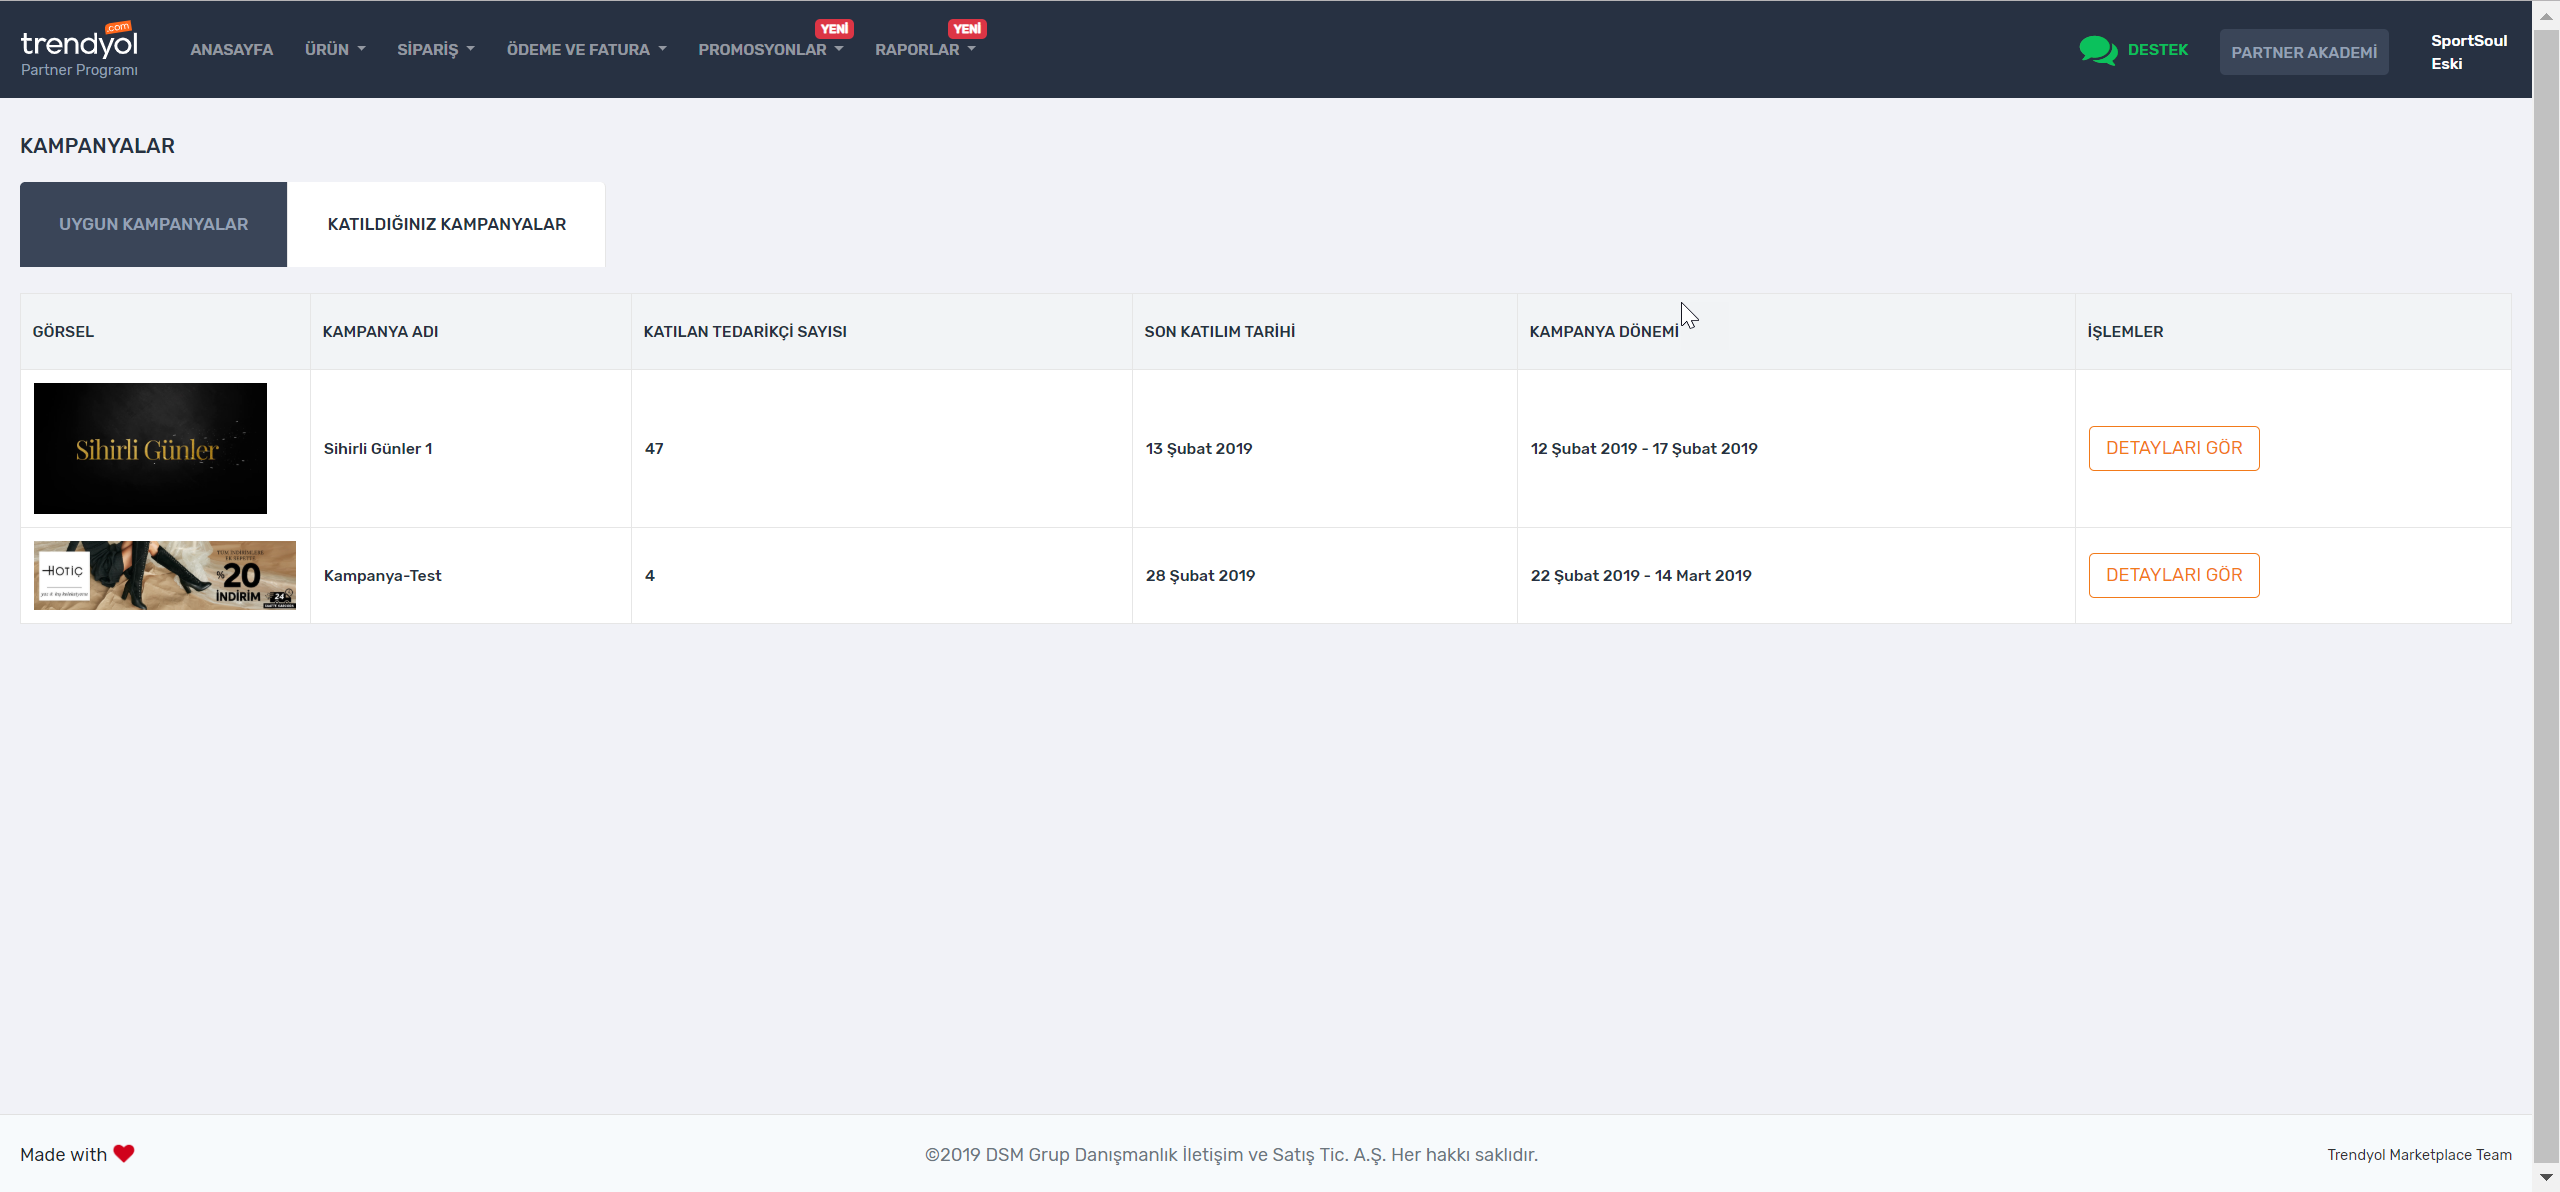 trendyol
.com
Partner Programı
ANASAYFA
ÜRÜN
SİPARİŞ
ÖDEME VE FATURA
PROMOSYONLAR
YENİ
RAPORLAR
YENİ
DESTEK
PARTNER AKADEMİ
SportSoul
Eski
KAMPANYALAR
UYGUN KAMPANYALAR
KATILDIĞINIZ KAMPANYALAR
GÖRSEL
KAMPANYA ADI
KATILAN TEDARİKÇİ SAYISI
SON KATILIM TARİHİ
KAMPANYA DÖNEMİ
İŞLEMLER
Sihirli Günler
Sihirli Günler 1
47
13 Şubat 2019
12 Şubat 2019 - 17 Şubat 2019
DETAYLARI GÖR
HOTİÇ
%20
İNDİRİM
24
Kampanya-Test
4
28 Şubat 2019
22 Şubat 2019 - 14 Mart 2019
DETAYLARI GÖR
Made with
©2019 DSM Grup Danışmanlık İletişim ve Satış Tic. A.Ş. Her hakkı saklıdır.
Trendyol Marketplace Team